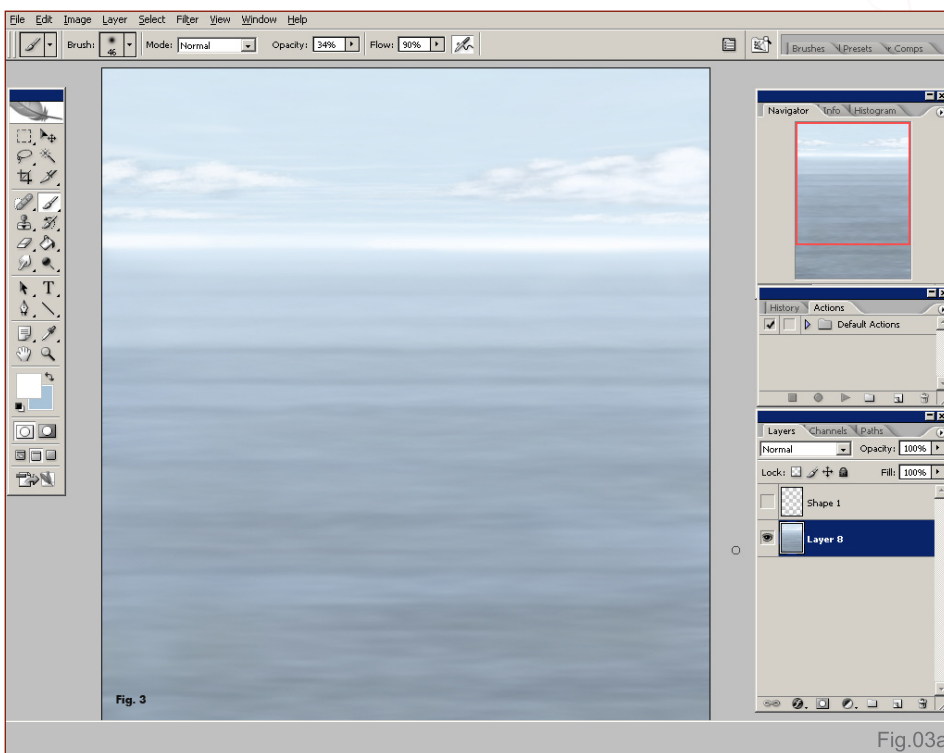 File Edit Image Layer Select Filter View Window Help
Brush: 46 Mode: Normal Opacity: 34% Flow: 90%
Brushes Presets Comps
Navigator Info Histogram
History Actions
Default Actions
Layers Channels Paths
Normal Opacity: 100%
Lock: Fill: 100%
Shape 1
Layer 8
T
Fig. 3
Fig.03a